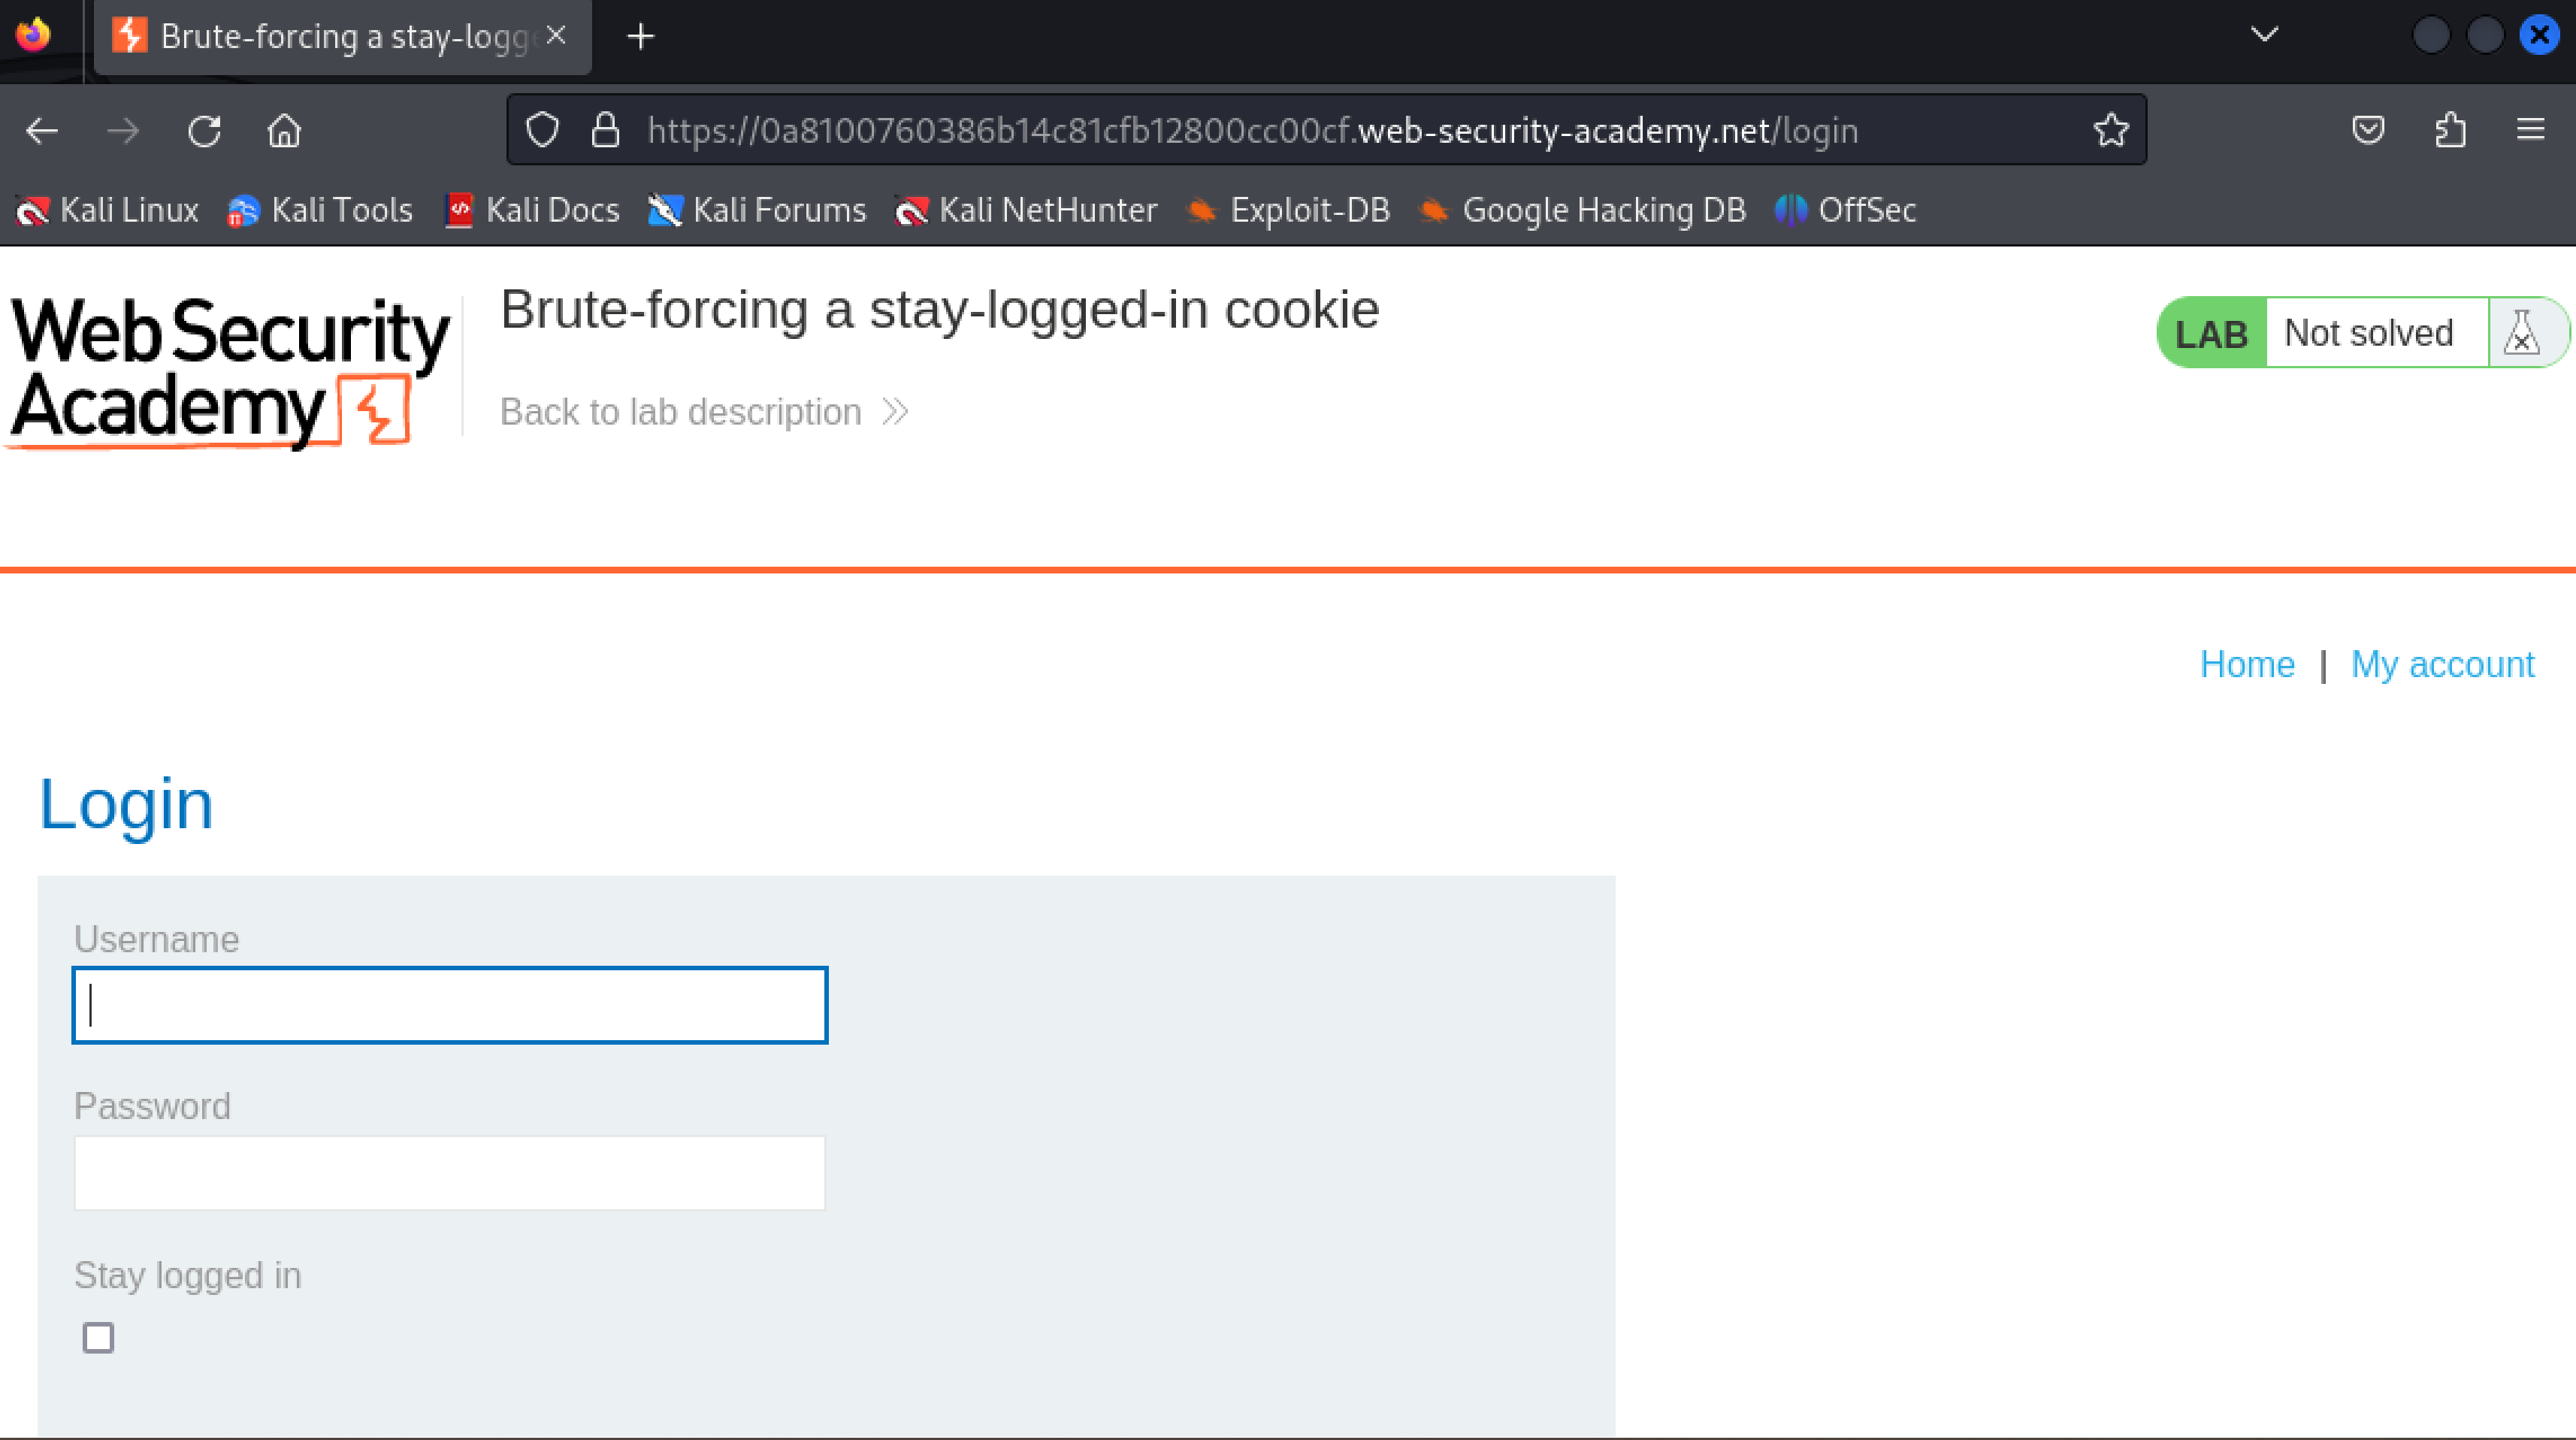 Brute-forcing a stay-logge
https://0a8100760386b14c81cfb12800cc00cf.web-security-academy.net/login
Kali Linux Kali Tools Kali Docs Kali Forums Kali NetHunter Exploit-DB Google Hacking DB OffSec
Web Security
Academy
Brute-forcing a stay-logged-in cookie
Back to lab description
LAB Not solved
Home | My account
Login
Username
Password
Stay logged in